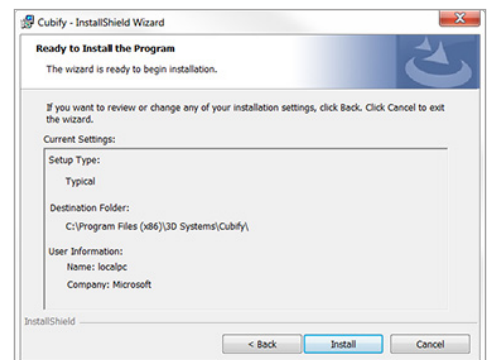 Cubify - InstallShield Wizard
Ready to Install the Program
The wizard is ready to begin installation.
If you want to review or change any of your installation settings, click Back. Click Cancel to exit
the wizard.
Current Settings:
Setup Type:
Typical
Destination Folder:
C:\Program Files (x86)\3D Systems\Cubify\
User Information:
Name: localpc
Company: Microsoft
InstallShield
< Back
Install
Cancel